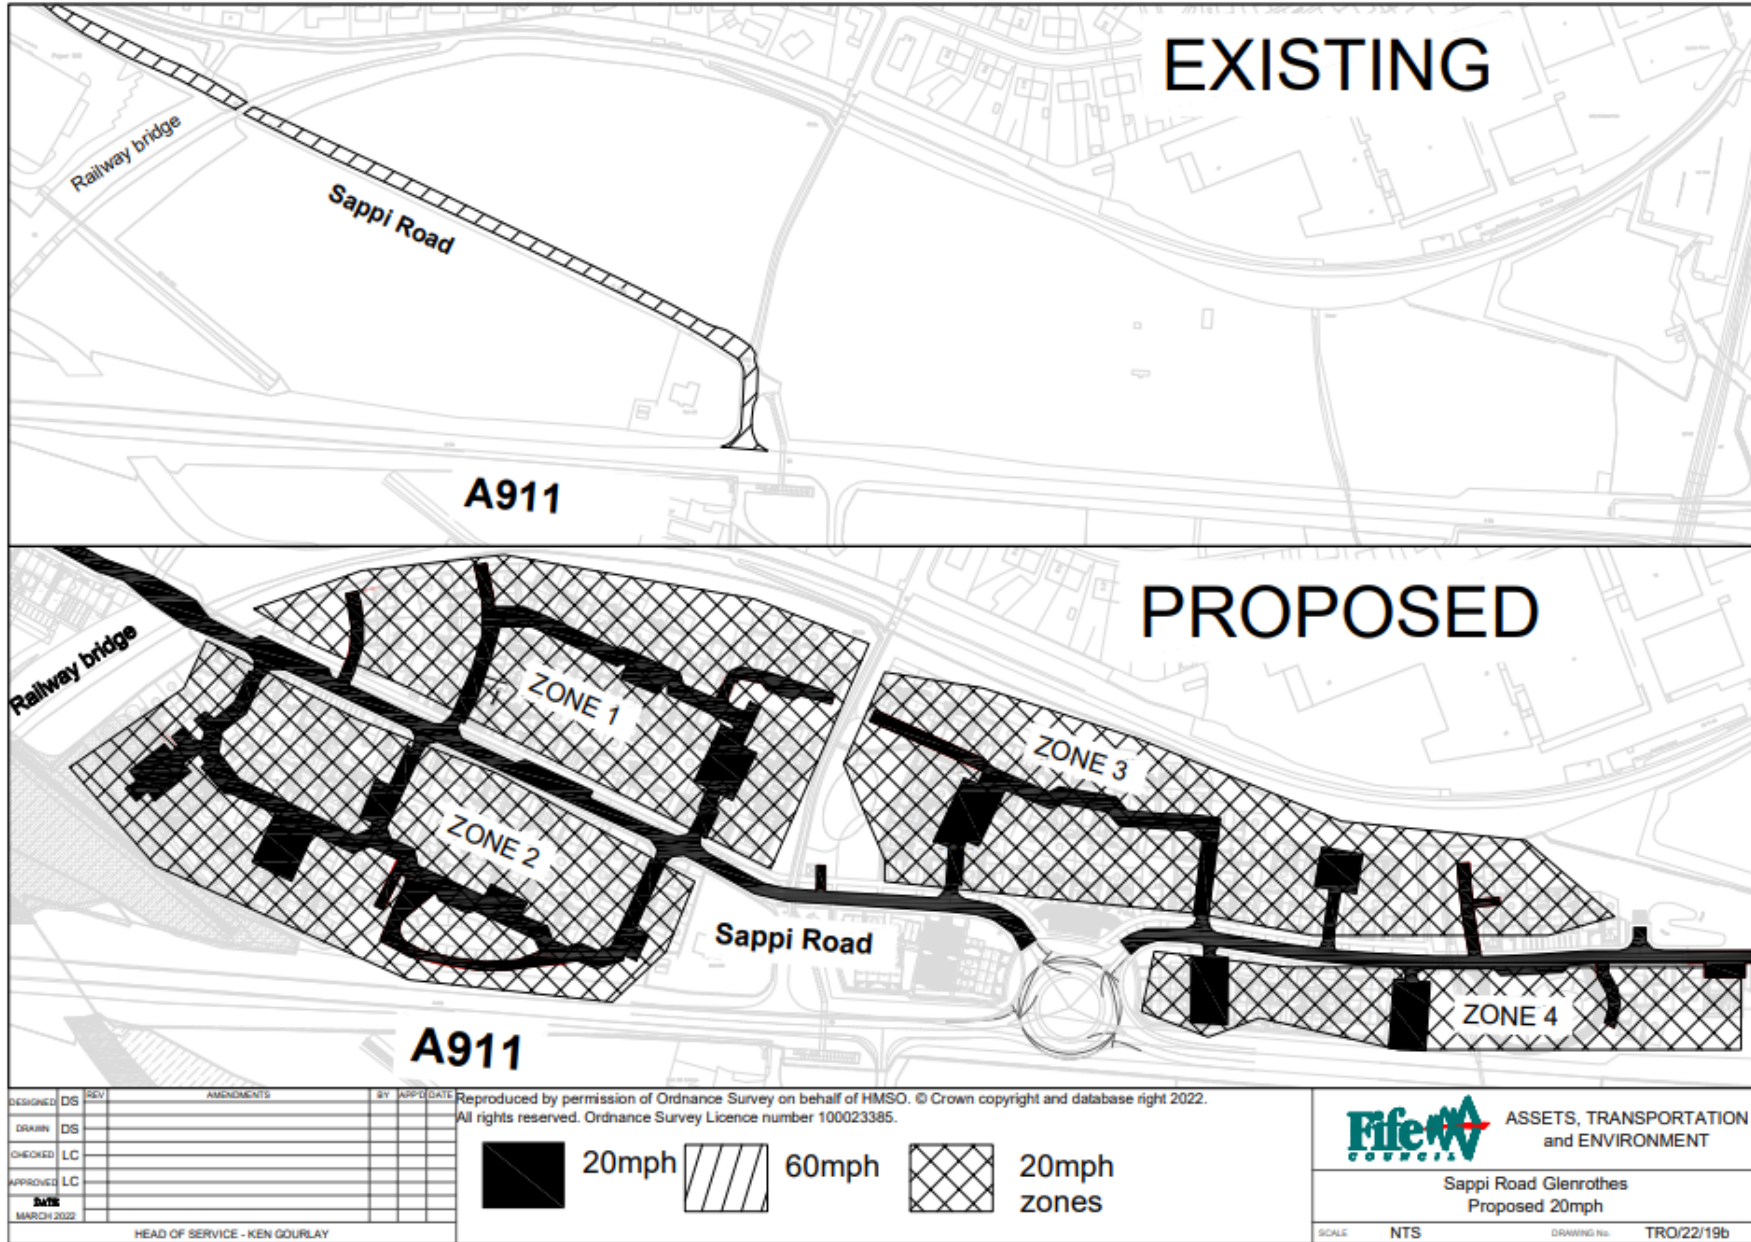 EXISTING
Railway bridge
Sappi Road
A911
PROPOSED
Railway bridge
ZONE 1
ZONE 2
ZONE 3
Sappi Road
ZONE 4
A911
DESIGNED DS
DRAWN DS
CHECKED LC
APPROVED LC
DATE
MARCH 2022
REV AMENDMENTS BY APP'D DATE
HEAD OF SERVICE - KEN GOURLAY
Reproduced by permission of Ordnance Survey on behalf of HMSO. © Crown copyright and database right 2022.
All rights reserved. Ordnance Survey Licence number 100023385.
20mph
60mph
20mph
zones
Fife
COUNCIL
ASSETS, TRANSPORTATION
and ENVIRONMENT
Sappi Road Glenrothes
Proposed 20mph
SCALE NTS
DRAWING No. TRO/22/19b